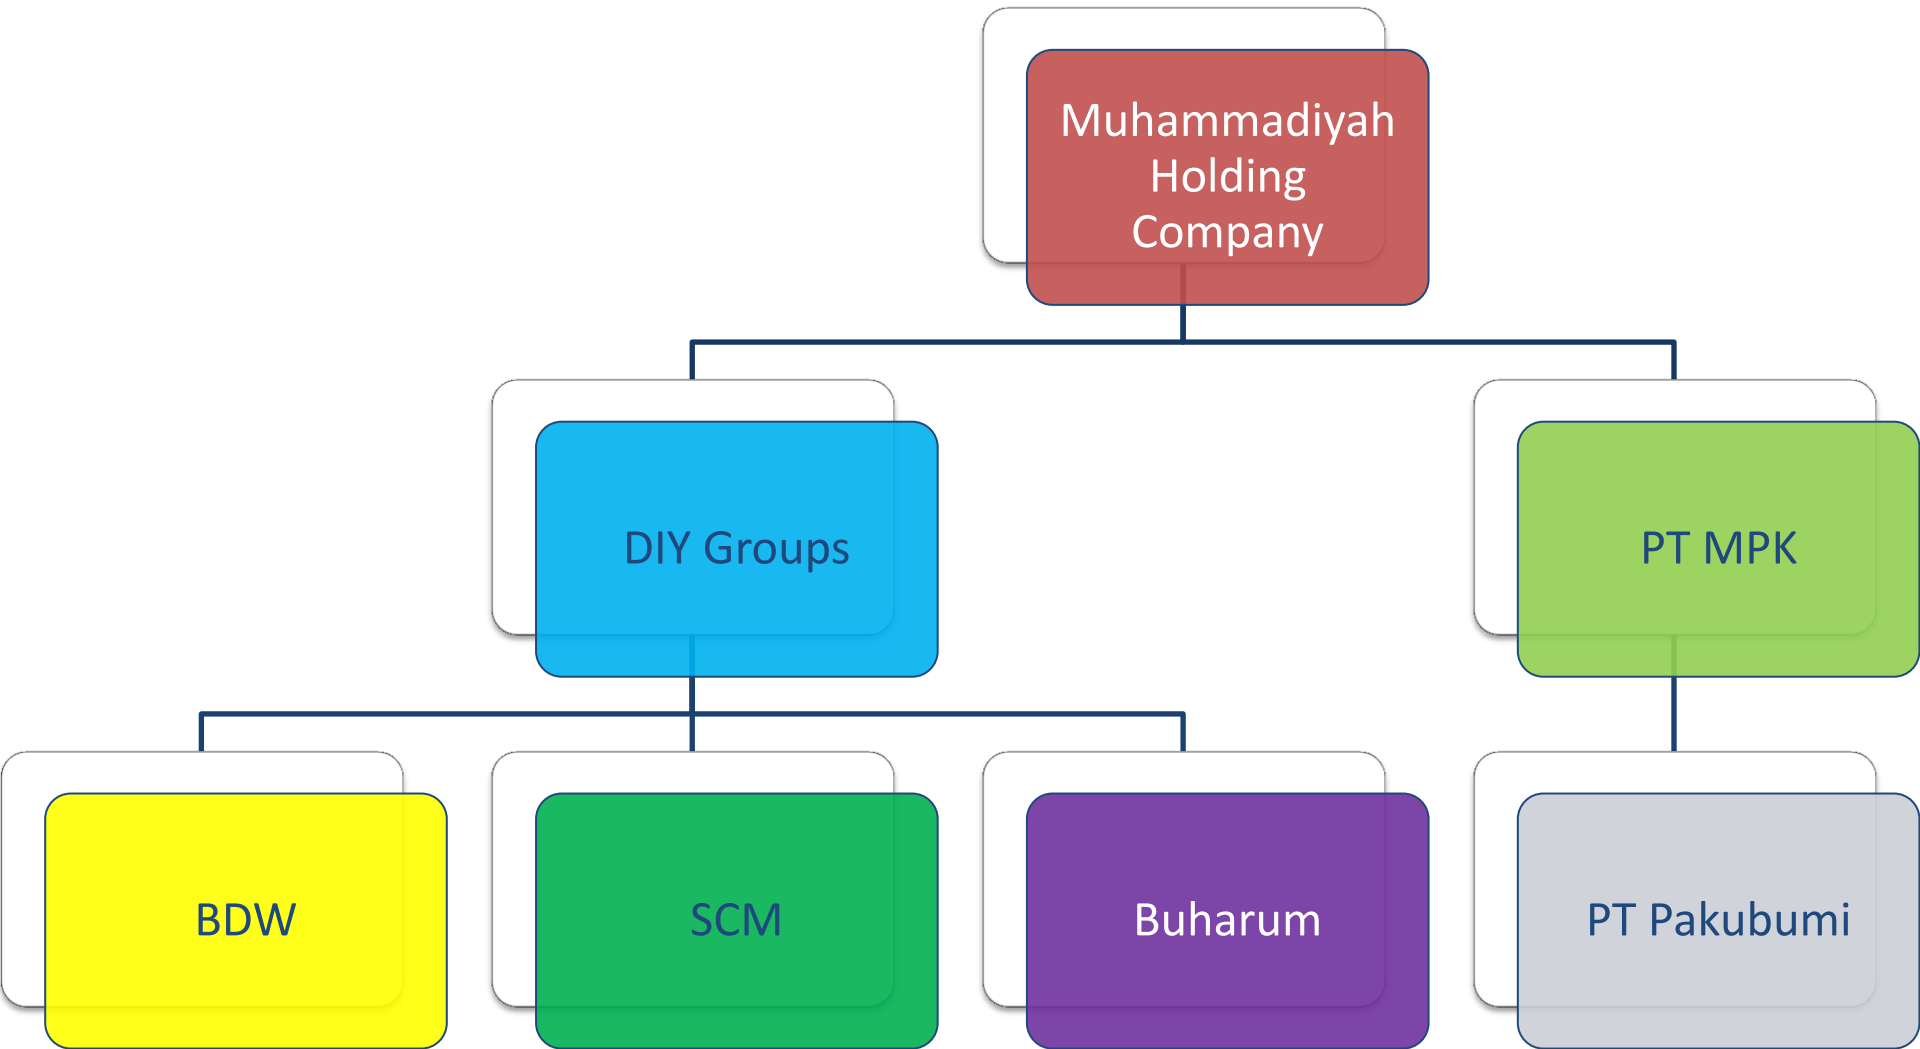 Muhammadiyah
Holding
Company
DIY Groups
PT MPK
BDW
SCM
Buharum
PT Pakubumi